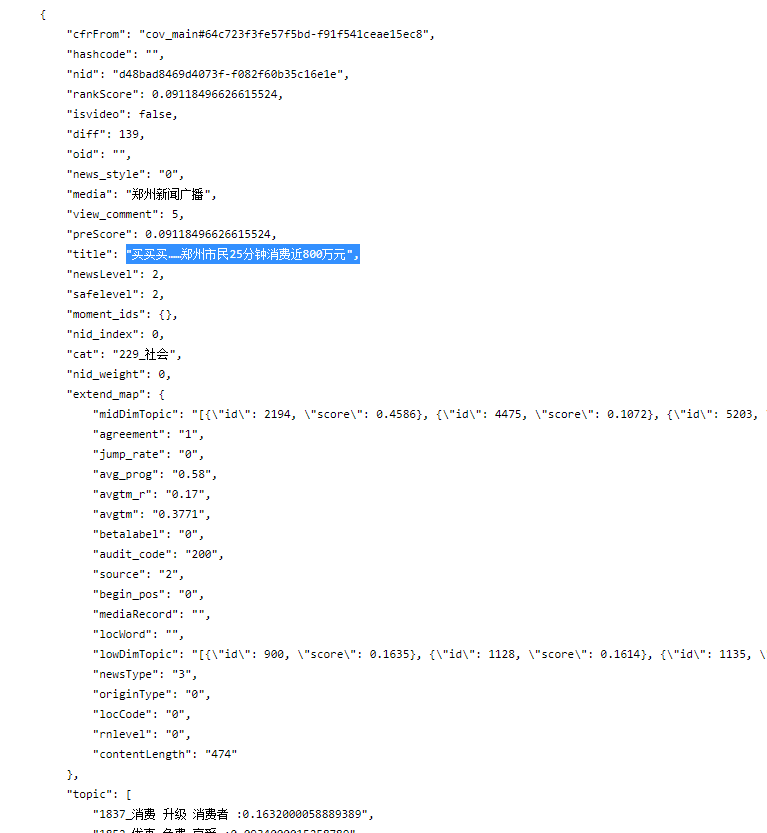 {
"cfrFrom": "cov_main#64c723f3fe57f5bd-f91f541ceae15ec8",
"hashcode": "",
"nid": "d48bad8469d4073f-f082f60b35c16e1e",
"rankScore": 0.09118496626615524,
"isvideo": false,
"diff": 139,
"oid": "",
"news_style": "0",
"media": "郑州新闻广播",
"view_comment": 5,
"preScore": 0.09118496626615524,
"title": "买买买……郑州市民25分钟消费近800万元",
"newsLevel": 2,
"safelevel": 2,
"moment_ids": {},
"nid_index": 0,
"cat": "229_社会",
"nid_weight": 0,
"extend_map": {
"midDimTopic": "[{\"id\": 2194, \"score\": 0.4586}, {\"id\": 4475, \"score\": 0.1072}, {\"id\": 5203,
"agreement": "1",
"jump_rate": "0",
"avg_prog": "0.58",
"avgtm_r": "0.17",
"avgtm": "0.3771",
"betalabel": "0",
"audit_code": "200",
"source": "2",
"begin_pos": "0",
"mediaRecord": "",
"locWord": "",
"lowDimTopic": "[{\"id\": 900, \"score\": 0.1635}, {\"id\": 1128, \"score\": 0.1614}, {\"id\": 1135, \
"newsType": "3",
"originType": "0",
"locCode": "0",
"rnlevel": "0",
"contentLength": "474"
},
"topic": [
"1837_消费 升级 消费者 :0.1632000058889389",